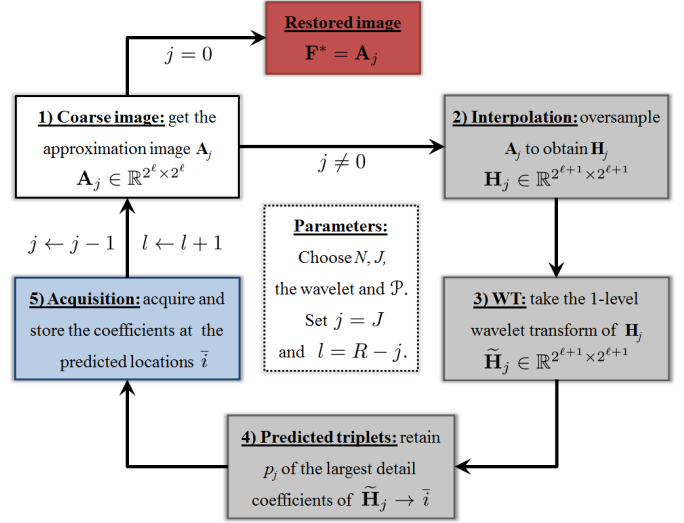 Restored image
F* = A_j
j = 0
1) Coarse image: get the
approximation image A_j
A_j ∈ ℝ^{2^ℓ×2^ℓ}
j ≠ 0
2) Interpolation: oversample
A_j to obtain H_j
H_j ∈ ℝ^{2^{ℓ+1}×2^{ℓ+1}}
j ← j − 1
l ← l + 1
Parameters:
Choose N, J,
the wavelet and 𝒫.
Set j = J
and l = R − j.
5) Acquisition: acquire and
store the coefficients at the
predicted locations i̅
3) WT: take the 1-level
wavelet transform of H_j
H̃_j ∈ ℝ^{2^{ℓ+1}×2^{ℓ+1}}
4) Predicted triplets: retain
p_j of the largest detail
coefficients of H̃_j → i̅